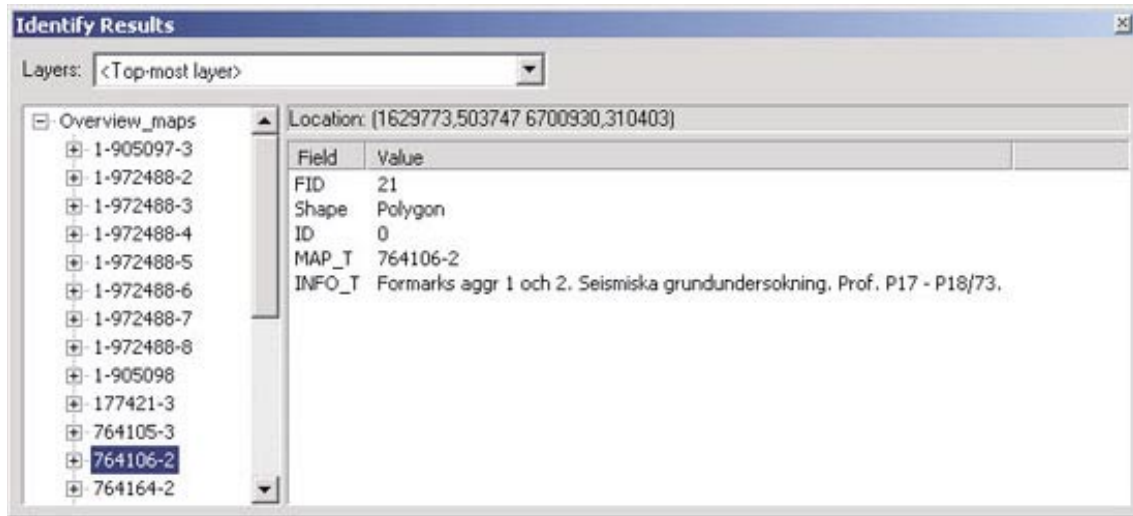 Identify Results
Layers: <Top-most layer>
Overview_maps
1-905097-3
1-972488-2
1-972488-3
1-972488-4
1-972488-5
1-972488-6
1-972488-7
1-972488-8
1-905098
177421-3
764105-3
764106-2
764164-2
Location: (1629773,503747 6700930,310403)
Field Value
FID 21
Shape Polygon
ID 0
MAP_T 764106-2
INFO_T Formarks aggr 1 och 2. Seismiska grundundersokning. Prof. P17 - P18/73.